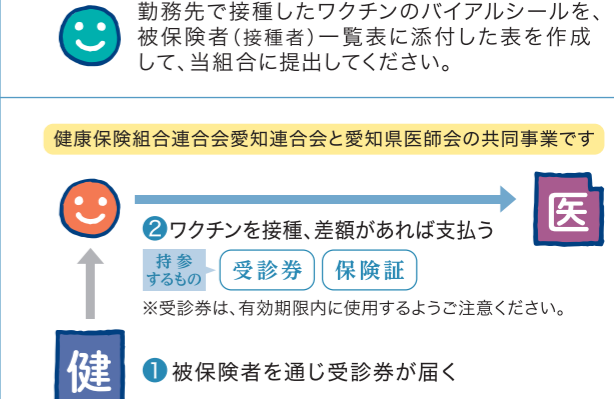 勤務先で接種したワクチンのバイアルシールを、
被保険者(接種者)一覧表に添付した表を作成
して、当組合に提出してください。
健康保険組合連合会愛知連合会と愛知県医師会の共同事業です
医
❷ワクチンを接種、差額があれば支払う
持参
するもの
受診券 保険証
※受診券は、有効期限内に使用するようご注意ください。
健
❶被保険者を通じ受診券が届く